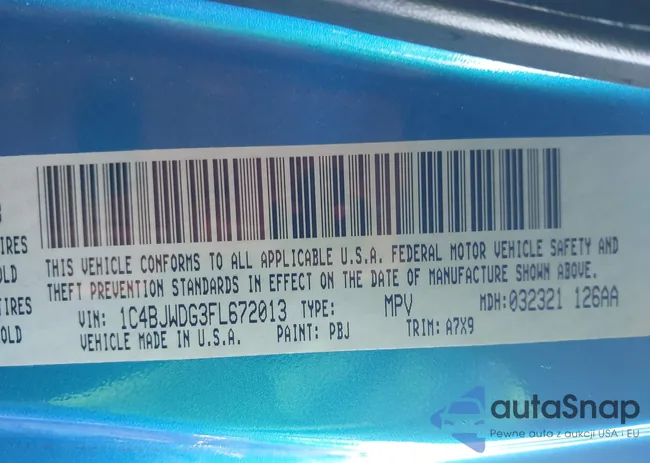 THIS VEHICLE CONFORMS TO ALL APPLICABLE U.S.A. FEDERAL MOTOR VEHICLE SAFETY AND
IRES
OLD
THEFT PREVENTION STANDARDS IN EFFECT ON THE DATE OF MANUFACTURE SHOWN ABOVE.
TIRES
VIN: 1C4BJWDG3FL672013 TYPE: MPV MDH:032321 126AA
OLD
VEHICLE MADE IN U.S.A. PAINT: PBJ TRIM: A7X9
autaSnap
Pewne auta z aukcji USA i EU